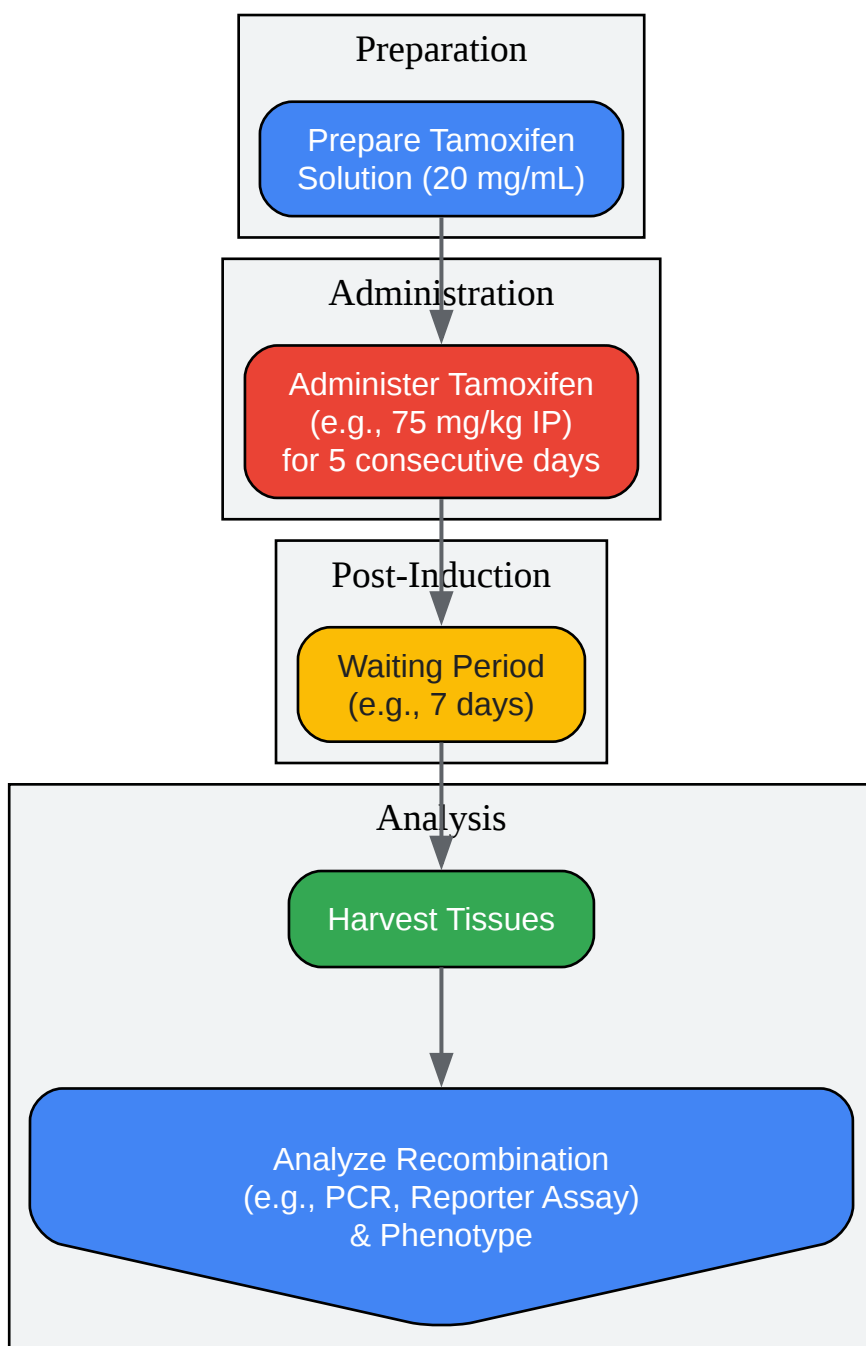 Preparation
Prepare Tamoxifen
Solution (20 mg/mL)
Administration
Administer Tamoxifen
(e.g., 75 mg/kg IP)
for 5 consecutive days
Post-Induction
Waiting Period
(e.g., 7 days)
Analysis
Harvest Tissues
Analyze Recombination
(e.g., PCR, Reporter Assay)
& Phenotype